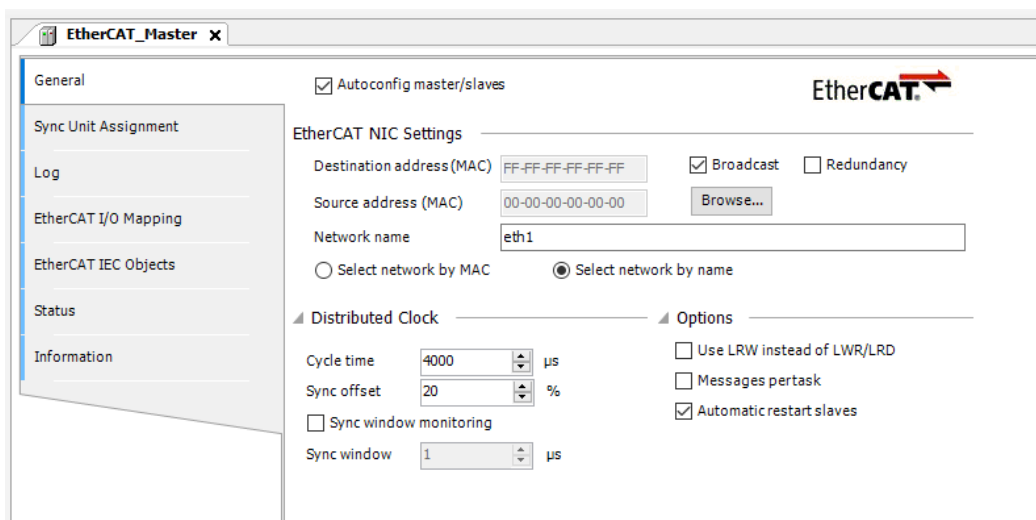 EtherCAT_Master
General
Autoconfig master/slaves
EtherCAT®
Sync Unit Assignment
EtherCAT NIC Settings
Log
Destination address (MAC) FF-FF-FF-FF-FF-FF Broadcast Redundancy
Source address (MAC) 00-00-00-00-00-00 Browse...
EtherCAT I/O Mapping
Network name eth1
EtherCAT IEC Objects
Select network by MAC Select network by name
Status
Distributed Clock Options
Information
Cycle time 4000 µs Use LRW instead of LWR/LRD
Sync offset 20 % Messages pertask
Sync window monitoring Automatic restart slaves
Sync window 1 µs